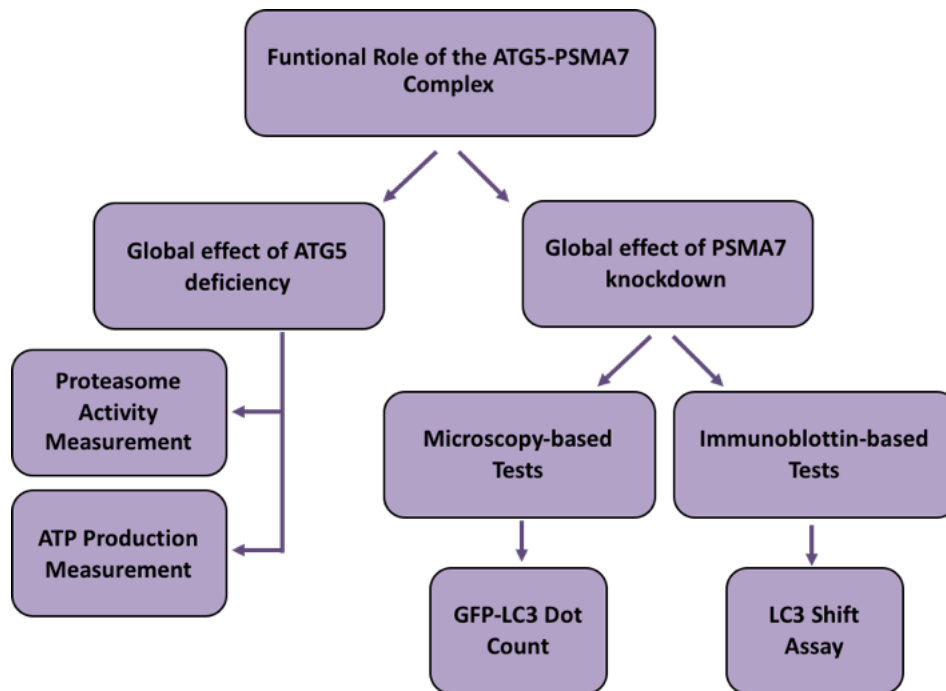 Funtional Role of the ATG5-PSMA7
Complex
Global effect of ATG5
deficiency
Global effect of PSMA7
knockdown
Proteasome
Activity
Measurement
Microscopy-based
Tests
Immunoblottin-based
Tests
ATP Production
Measurement
GFP-LC3 Dot
Count
LC3 Shift
Assay